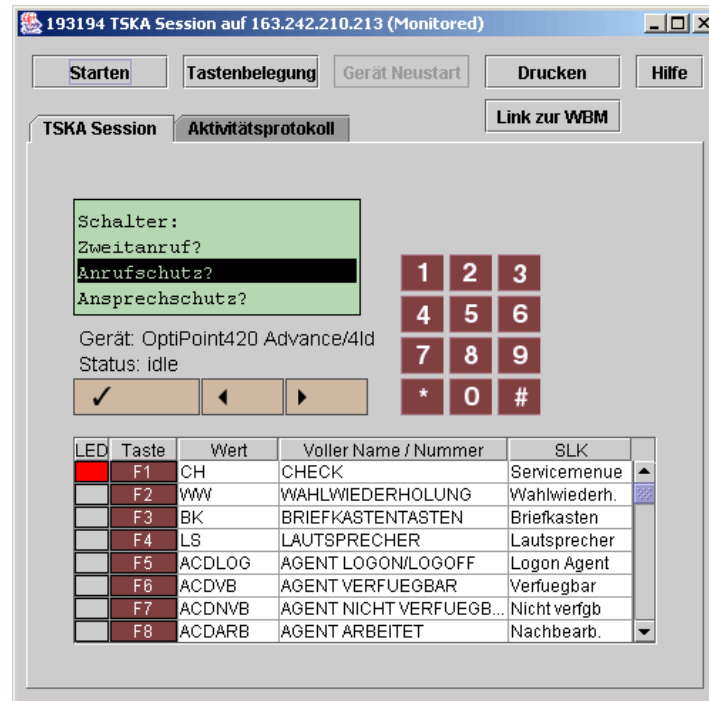 193194 TSKA Session auf 163.242.210.213 (Monitored)
Starten Tastenbelegung Gerät Neustart Drucken Hilfe
Link zur WBM
TSKA Session Aktivitätsprotokoll
Schalter:
Zweitanruf?
Anrufschutz?
Ansprechschutz?
Gerät: OptiPoint420 Advance/4ld
Status: idle
1 2 3
4 5 6
7 8 9
* 0 #
LED Taste Wert Voller Name / Nummer SLK
F1 CH CHECK Servicemenue
F2 WW WAHLWIEDERHOLUNG Wahlwiederh.
F3 BK BRIEFKASTENTASTEN Briefkasten
F4 LS LAUTSPRECHER Lautsprecher
F5 ACDLOG AGENT LOGON/LOGOFF Logon Agent
F6 ACDVB AGENT VERFUEGBAR Verfuegbar
F7 ACDNVB AGENT NICHT VERFUEGB... Nicht verfgb
F8 ACDARB AGENT ARBEITET Nachbearb.